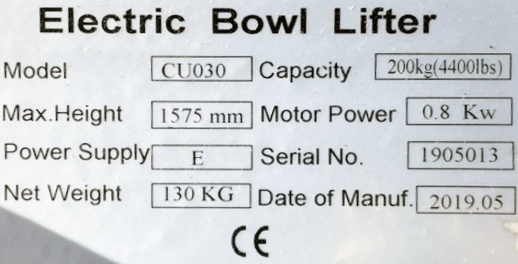 Electric Bowl Lifter
Model CU030 Capacity 200kg(4400lbs)
Max.Height 1575 mm Motor Power 0.8 Kw
Power Supply E Serial No. 1905013
Net Weight 130 KG Date of Manuf. 2019.05
CE